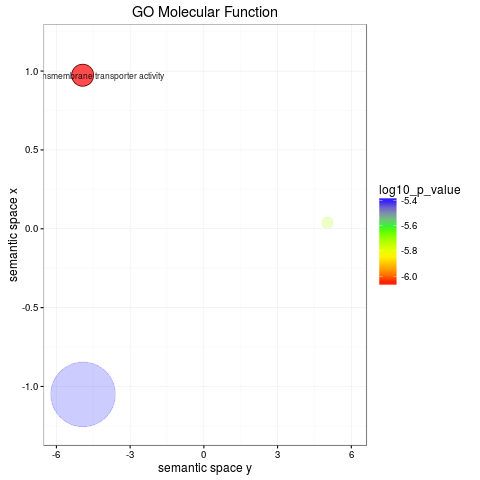 GO Molecular Function
nsmembrane transporter activity
1.0
0.5
0.0
-0.5
-1.0
semantic space x
-6
-3
0
3
6
semantic space y
log10_p_value
-5.4
-5.6
-5.8
-6.0